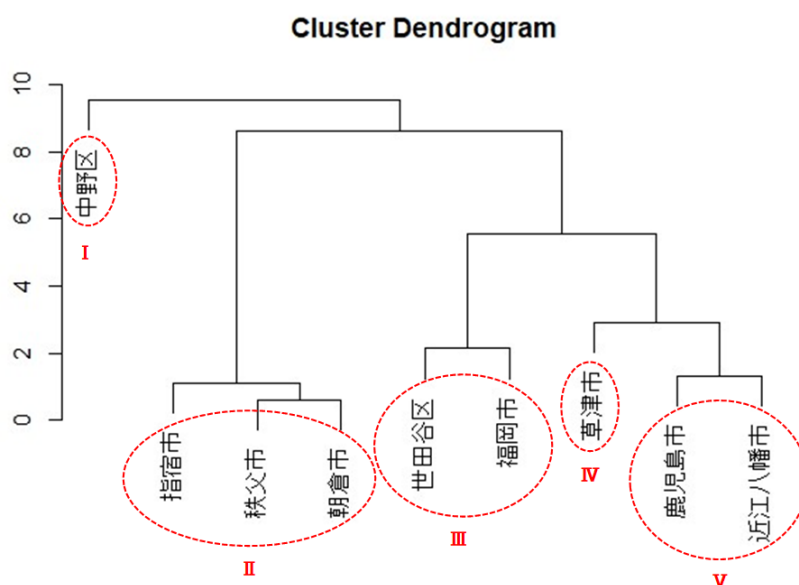 Cluster Dendrogram
10
8
6
4
2
0
中野区
I
指宿市
秩父市
朝倉市
II
世田谷区
福岡市
III
草津市
IV
鹿児島市
近江八幡市
V